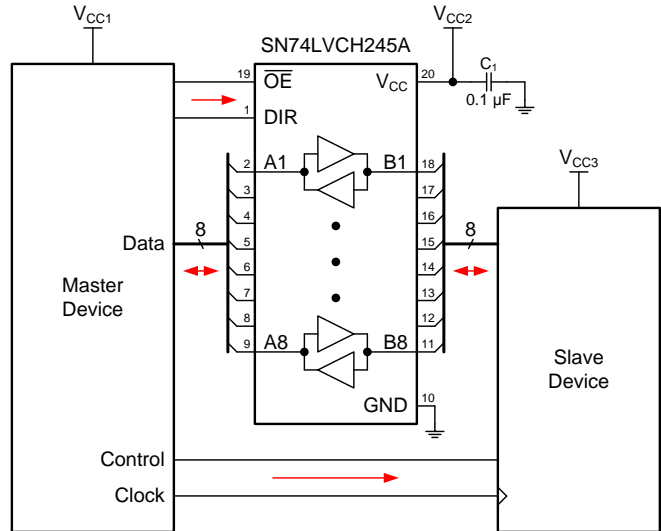 VCC1
SN74LVCH245A
VCC2
19
OE
VCC
20
C1
0.1 µF
1
DIR
2
A1
B1
18
3
17
VCC3
4
16
Data
8
5
15
8
6
14
Master
Device
7
13
8
12
9
A8
B8
11
Slave
Device
GND
10
Control
Clock